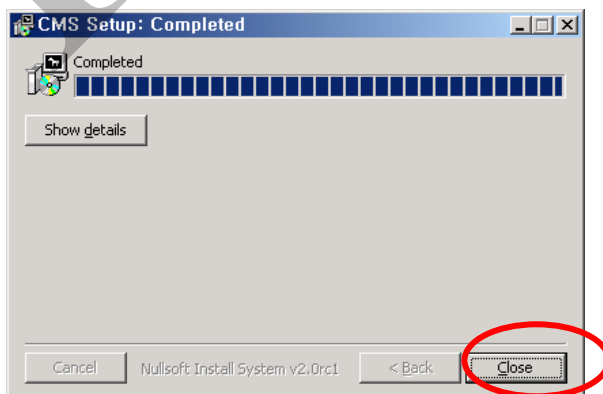 CMS Setup: Completed
Completed
Show details
Cancel
Nullsoft Install System v2.0rc1
< Back
Close